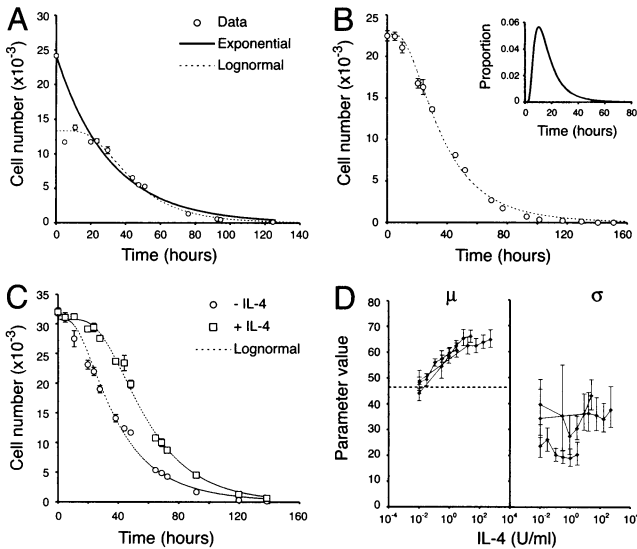 A
Data
Exponential
Lognormal
Cell number (x10⁻³)
30
25
20
15
10
5
0
0 20 40 60 80 100 120 140
Time (hours)
B
Cell number (x10⁻³)
25
20
15
10
5
0
0 40 80 120 160
Time (hours)
Proportion
0.06
0.04
0.02
0
0 20 40 60 80
Time (hours)
C
- IL-4
+ IL-4
Lognormal
Cell number (x10⁻³)
35
30
25
20
15
10
5
0
0 40 80 120 160
Time (hours)
D
μ σ
Parameter value
80
70
60
50
40
30
20
10
0
10⁻⁴ 10⁻² 10⁰ 10² 10⁴ 10⁻² 10⁰ 10² 10⁴
IL-4 (U/ml)